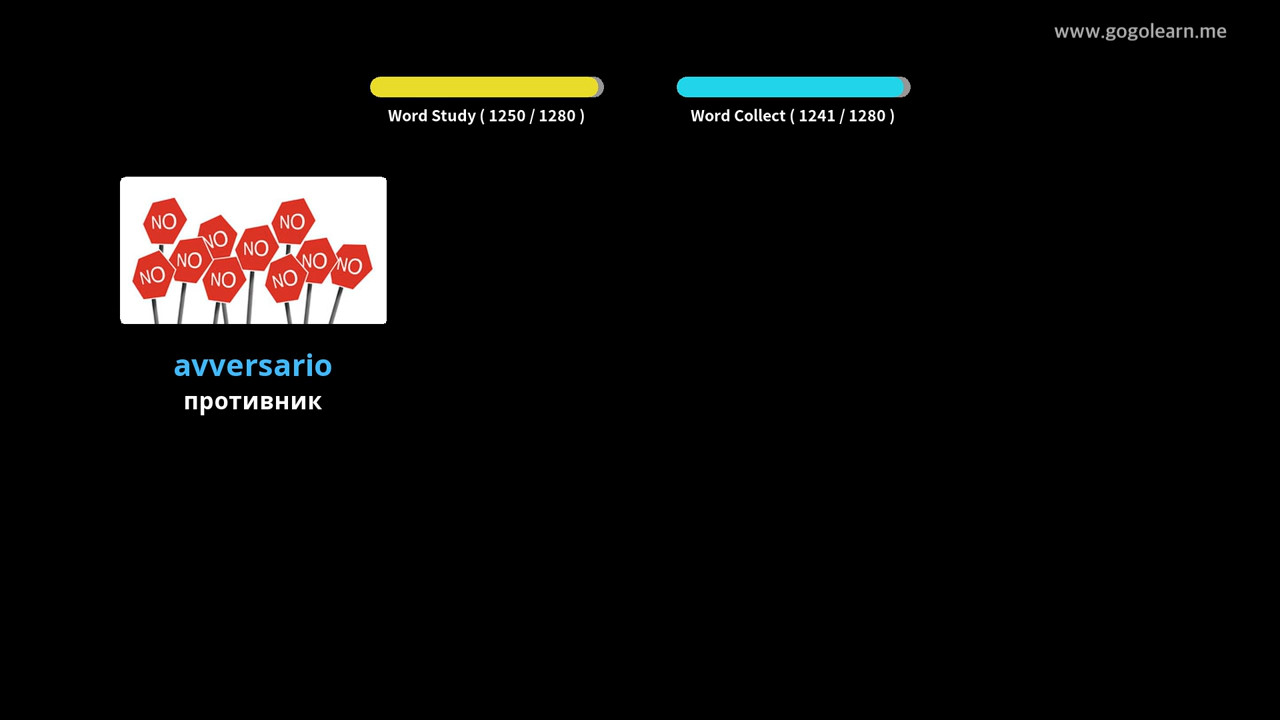 www.gogolearn.me
Word Study ( 1250 / 1280 )
Word Collect ( 1241 / 1280 )
NO
NO
NO
NO
NO
NO
NO
NO
NO
NO
avversario
противник